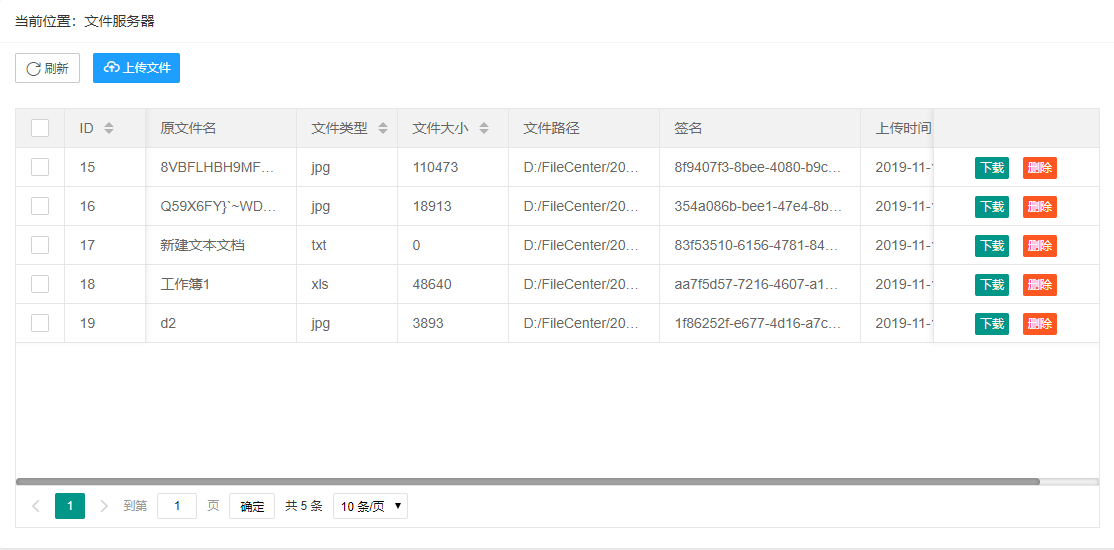 当前位置：文件服务器
刷新 上传文件
ID 原文件名 文件类型 文件大小 文件路径 签名 上传时间
15 8VBFLHBH9MF... jpg 110473 D:/FileCenter/20... 8f9407f3-8bee-4080-b9c... 2019-11- 下载 删除
16 Q59X6FY}`~WD... jpg 18913 D:/FileCenter/20... 354a086b-bee1-47e4-8b... 2019-11- 下载 删除
17 新建文本文档 txt 0 D:/FileCenter/20... 83f53510-6156-4781-84... 2019-11- 下载 删除
18 工作簿1 xls 48640 D:/FileCenter/20... aa7f5d57-7216-4607-a1... 2019-11- 下载 删除
19 d2 jpg 3893 D:/FileCenter/20... 1f86252f-e677-4d16-a7c... 2019-11- 下载 删除
1 到第 1 页 确定 共 5 条 10 条/页